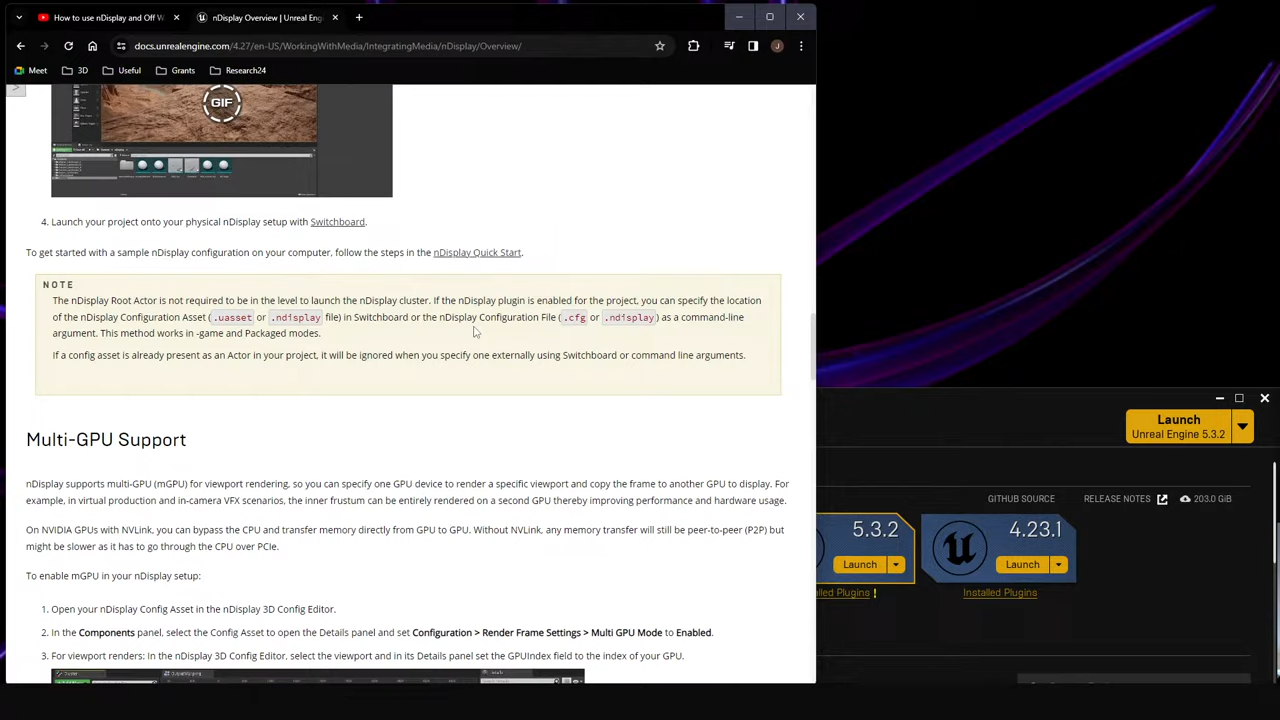 How to use nDisplay and Off W
nDisplay Overview | Unreal Eng
docs.unrealengine.com/4.27/en-US/WorkingWithMedia/IntegratingMedia/nDisplay/Overview/
J
Meet
3D
Useful
Grants
Research24
>
GIF
4. Launch your project onto your physical nDisplay setup with Switchboard.
To get started with a sample nDisplay configuration on your computer, follow the steps in the nDisplay Quick Start.
NOTE
The nDisplay Root Actor is not required to be in the level to launch the nDisplay cluster. If the nDisplay plugin is enabled for the project, you can specify the location
of the nDisplay Configuration Asset (.uasset or .ndisplay file) in Switchboard or the nDisplay Configuration File (.cfg or .ndisplay) as a command-line
argument. This method works in -game and Packaged modes.
If a config asset is already present as an Actor in your project, it will be ignored when you specify one externally using Switchboard or command line arguments.
Multi-GPU Support
nDisplay supports multi-GPU (mGPU) for viewport rendering, so you can specify one GPU device to render a specific viewport and copy the frame to another GPU to display. For
example, in virtual production and in-camera VFX scenarios, the inner frustum can be entirely rendered on a second GPU thereby improving performance and hardware usage.
On NVIDIA GPUs with NVLink, you can bypass the CPU and transfer memory directly from GPU to GPU. Without NVLink, any memory transfer will still be peer-to-peer (P2P) but
might be slower as it has to go through the CPU over PCIe.
To enable mGPU in your nDisplay setup:
1. Open your nDisplay Config Asset in the nDisplay 3D Config Editor.
2. In the Components panel, select the Config Asset to open the Details panel and set Configuration > Render Frame Settings > Multi GPU Mode to Enabled.
3. For viewport renders: In the nDisplay 3D Config Editor, select the viewport and in its Details panel set the GPUIndex field to the index of your GPU.
Launch
Unreal Engine 5.3.2
GITHUB SOURCE
RELEASE NOTES
203.0 GiB
5.3.2
Launch
lled Plugins !
4.23.1
Launch
Installed Plugins